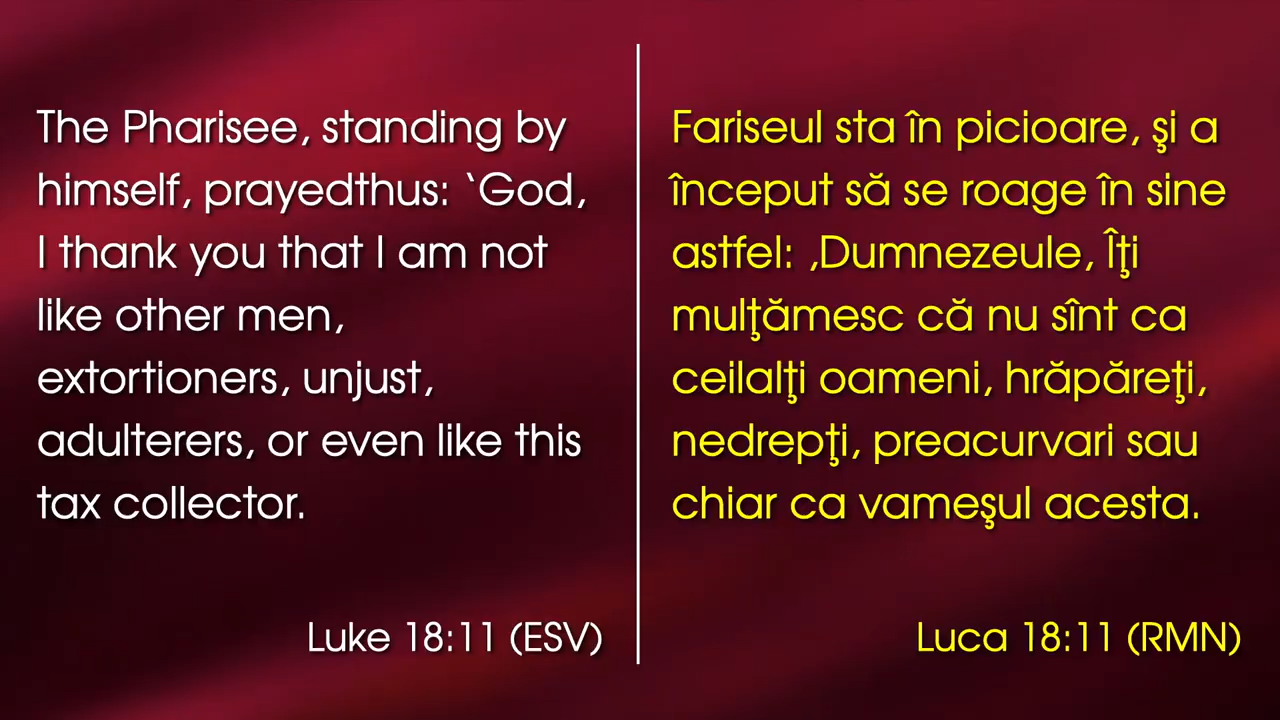 The Pharisee, standing by
himself, prayedthus: ‘God,
I thank you that I am not
like other men,
extortioners, unjust,
adulterers, or even like this
tax collector.
Luke 18:11 (ESV)
Fariseul sta în picioare, şi a
început să se roage în sine
astfel: ,Dumnezeule, Îţi
mulţămesc că nu sînt ca
ceilalţi oameni, hrăpăreţi,
nedrepţi, preacurvari sau
chiar ca vameşul acesta.
Luca 18:11 (RMN)